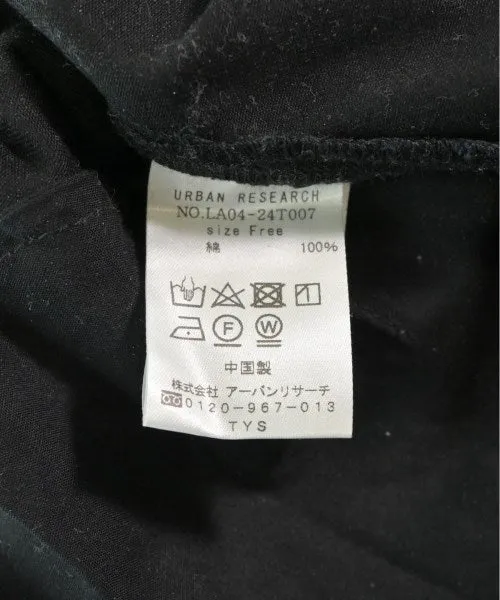 URBAN RESEARCH
NO.LA04-24T007
size Free
綿 100%
F W
中国製
株式会社 アーバンリサーチ
0120-967-013
TYS